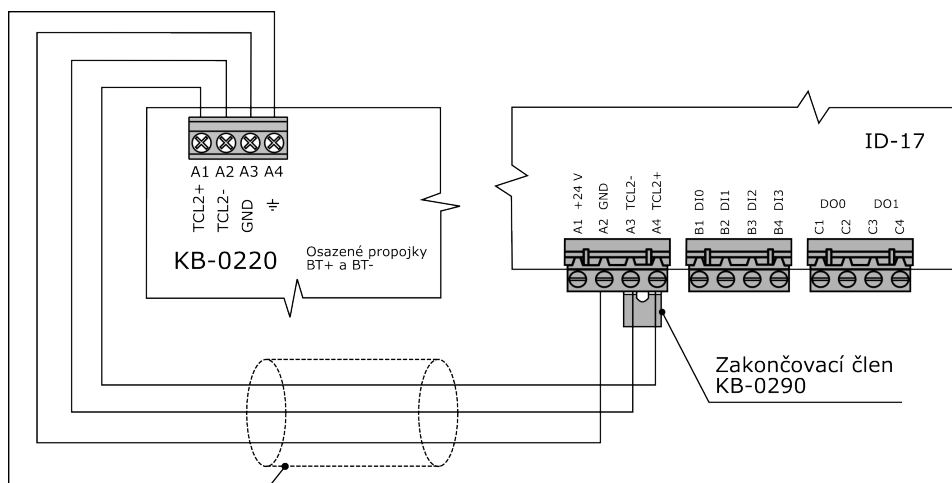 ID-17
A1 A2 A3 A4
TCL2+
TCL2-
GND
KB-0220
Osazené propojky
BT+ a BT-
A1 +24 V
A2 GND
A3 TCL2-
A4 TCL2+
B1 DI0
B2 DI1
B3 DI2
B4 DI3
DO0 DO1
C1
C2
C3
C4
Zakončovací člen
KB-0290